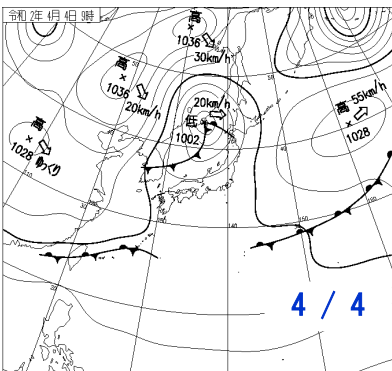 令和 2年 4月 4日 9時
高
1036
30km/h
高
1036
20km/h
20km/h
低
1002
高
55km/h
1028
高
1028 ゆっくり
4 / 4